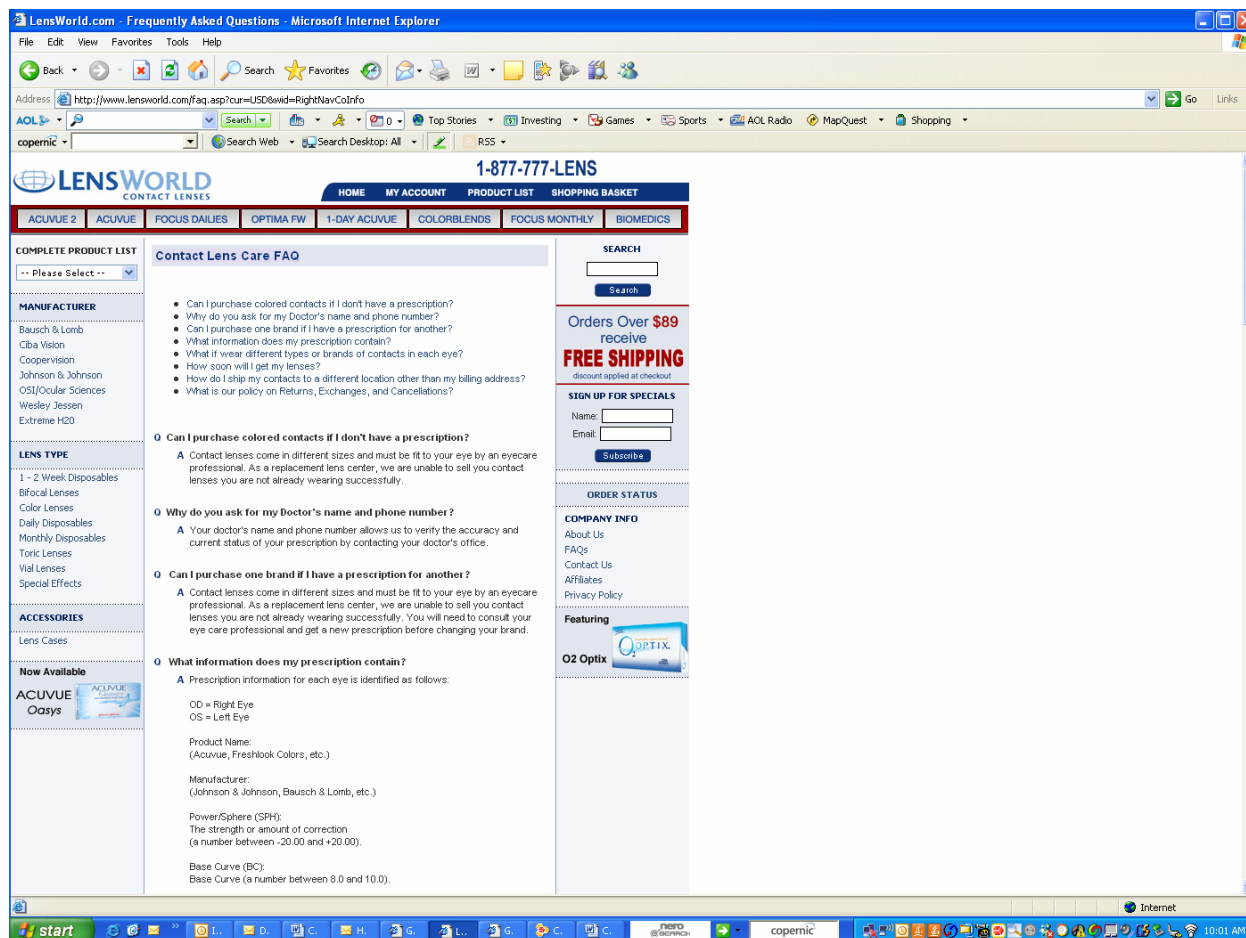 LensWorld.com - Frequently Asked Questions - Microsoft Internet Explorer
File Edit View Favorites Tools Help
Back Search Favorites
Address http://www.lensworld.com/faq.asp?cur=USD&wid=RightNavCoInfo Go Links
AOL Search 0 Top Stories Investing Games Sports AOL Radio MapQuest Shopping
copernic Search Web Search Desktop: All RSS
LENSWORLD
CONTACT LENSES
1-877-777-LENS
HOME MY ACCOUNT PRODUCT LIST SHOPPING BASKET
ACUVUE 2 ACUVUE FOCUS DAILIES OPTIMA FW 1-DAY ACUVUE COLORBLENDS FOCUS MONTHLY BIOMEDICS
COMPLETE PRODUCT LIST
-- Please Select --
MANUFACTURER
Bausch & Lomb
Ciba Vision
Coopervision
Johnson & Johnson
OSI/Ocular Sciences
Wesley Jessen
Extreme H20
LENS TYPE
1 - 2 Week Disposables
Bifocal Lenses
Color Lenses
Daily Disposables
Monthly Disposables
Toric Lenses
Vial Lenses
Special Effects
ACCESSORIES
Lens Cases
Now Available
ACUVUE
Oasys
ACUVUE
Contact Lens Care FAQ
Can I purchase colored contacts if I don't have a prescription?
Why do you ask for my Doctor's name and phone number?
Can I purchase one brand if I have a prescription for another?
What information does my prescription contain?
What if wear different types or brands of contacts in each eye?
How soon will I get my lenses?
How do I ship my contacts to a different location other than my billing address?
What is our policy on Returns, Exchanges, and Cancellations?
Q Can I purchase colored contacts if I don't have a prescription?
A Contact lenses come in different sizes and must be fit to your eye by an eyecare
professional. As a replacement lens center, we are unable to sell you contact
lenses you are not already wearing successfully.
Q Why do you ask for my Doctor's name and phone number?
A Your doctor's name and phone number allows us to verify the accuracy and
current status of your prescription by contacting your doctor's office.
Q Can I purchase one brand if I have a prescription for another?
A Contact lenses come in different sizes and must be fit to your eye by an eyecare
professional. As a replacement lens center, we are unable to sell you contact
lenses you are not already wearing successfully. You will need to consult your
eye care professional and get a new prescription before changing your brand.
Q What information does my prescription contain?
A Prescription information for each eye is identified as follows:
OD = Right Eye
OS = Left Eye
Product Name:
(Acuvue, Freshlook Colors, etc.)
Manufacturer:
(Johnson & Johnson, Bausch & Lomb, etc.)
Power/Sphere (SPH):
The strength or amount of correction
(a number between -20.00 and +20.00).
Base Curve (BC):
Base Curve (a number between 8.0 and 10.0).
SEARCH
Search
Orders Over $89
receive
FREE SHIPPING
discount applied at checkout
SIGN UP FOR SPECIALS
Name:
Email:
Subscribe
ORDER STATUS
COMPANY INFO
About Us
FAQs
Contact Us
Affiliates
Privacy Policy
Featuring
O2 Optix
O2OPTIX
Internet
start I.. D. C. H. G. L.. G. C. C. nero SEARCH copernic 10:01 AM